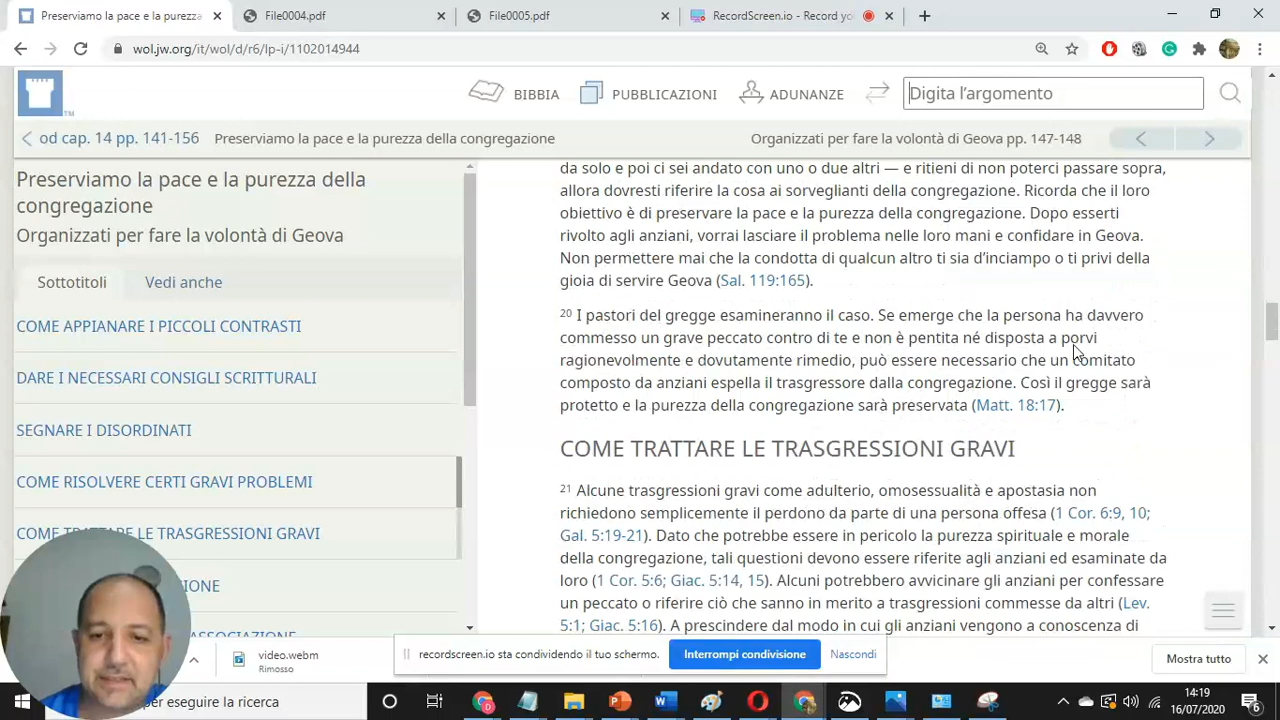 Preserviamo la pace e la purezza
File0004.pdf
File0005.pdf
RecordScreen.io - Record yo
wol.jw.org/it/wol/d/r6/lp-i/1102014944
BIBBIA
PUBBLICAZIONI
ADUNANZE
Digita l'argomento
TM
od cap. 14 pp. 141-156
Preserviamo la pace e la purezza della congregazione
Organizzati per fare la volontà di Geova pp. 147-148
Preserviamo la pace e la purezza della
congregazione
Organizzati per fare la volontà di Geova
Sottotitoli
Vedi anche
COME APPIANARE I PICCOLI CONTRASTI
DARE I NECESSARI CONSIGLI SCRITTURALI
SEGNARE I DISORDINATI
COME RISOLVERE CERTI GRAVI PROBLEMI
COME TRATTARE LE TRASGRESSIONI GRAVI
IONE
ASSOCIAZIONE
da solo e poi ci sei andato con uno o due altri — e ritieni di non poterci passare sopra,
allora dovresti riferire la cosa ai sorveglianti della congregazione. Ricorda che il loro
obiettivo è di preservare la pace e la purezza della congregazione. Dopo esserti
rivolto agli anziani, vorrai lasciare il problema nelle loro mani e confidare in Geova.
Non permettere mai che la condotta di qualcun altro ti sia d'inciampo o ti privi della
gioia di servire Geova (Sal. 119:165).
20 I pastori del gregge esamineranno il caso. Se emerge che la persona ha davvero
commesso un grave peccato contro di te e non è pentita né disposta a porvi
ragionevolmente e dovutamente rimedio, può essere necessario che un comitato
composto da anziani espella il trasgressore dalla congregazione. Così il gregge sarà
protetto e la purezza della congregazione sarà preservata (Matt. 18:17).
COME TRATTARE LE TRASGRESSIONI GRAVI
21 Alcune trasgressioni gravi come adulterio, omosessualità e apostasia non
richiedono semplicemente il perdono da parte di una persona offesa (1 Cor. 6:9, 10;
Gal. 5:19-21). Dato che potrebbe essere in pericolo la purezza spirituale e morale
della congregazione, tali questioni devono essere riferite agli anziani ed esaminate da
loro (1 Cor. 5:6; Giac. 5:14, 15). Alcuni potrebbero avvicinare gli anziani per confessare
un peccato o riferire ciò che sanno in merito a trasgressioni commesse da altri (Lev.
5:1; Giac. 5:16). A prescindere dal modo in cui gli anziani vengono a conoscenza di
video.webm
Rimosso
recordscreen.io sta condividendo il tuo schermo.
Interrompi condivisione
Nascondi
Mostra tutto
per eseguire la ricerca
14:19
16/07/2020
6